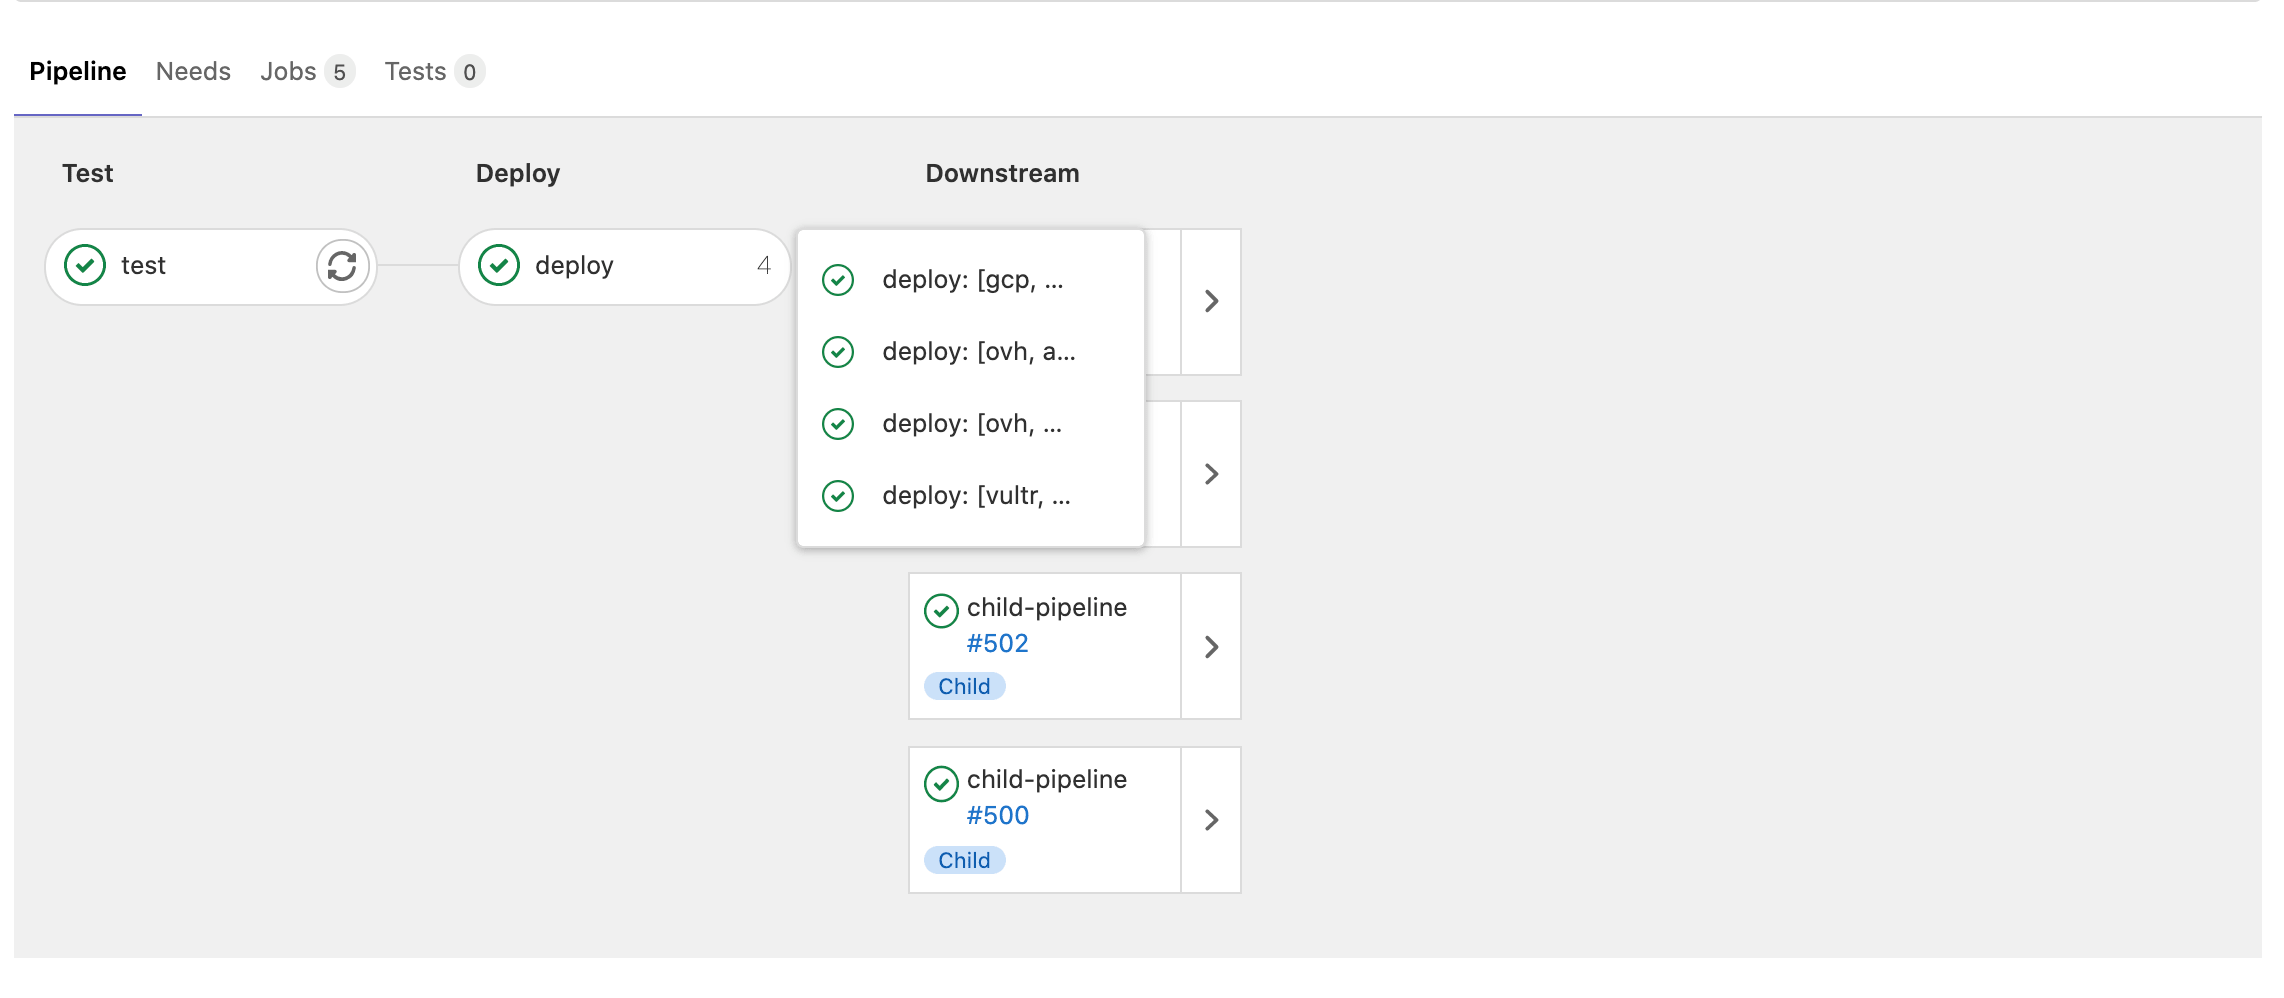 Pipeline Needs Jobs 5 Tests 0
Test Deploy Downstream
test deploy 4
deploy: [gcp, ...
deploy: [ovh, a...
deploy: [ovh, ...
deploy: [vultr, ...
child-pipeline
#502
Child
child-pipeline
#500
Child